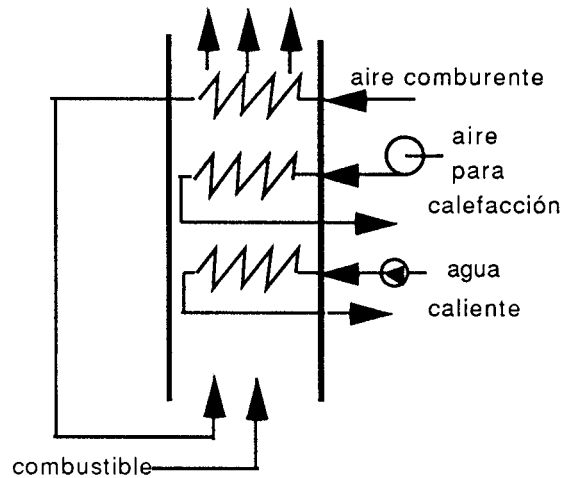 aire comburente
aire
para
calefacción
agua
caliente
combustible